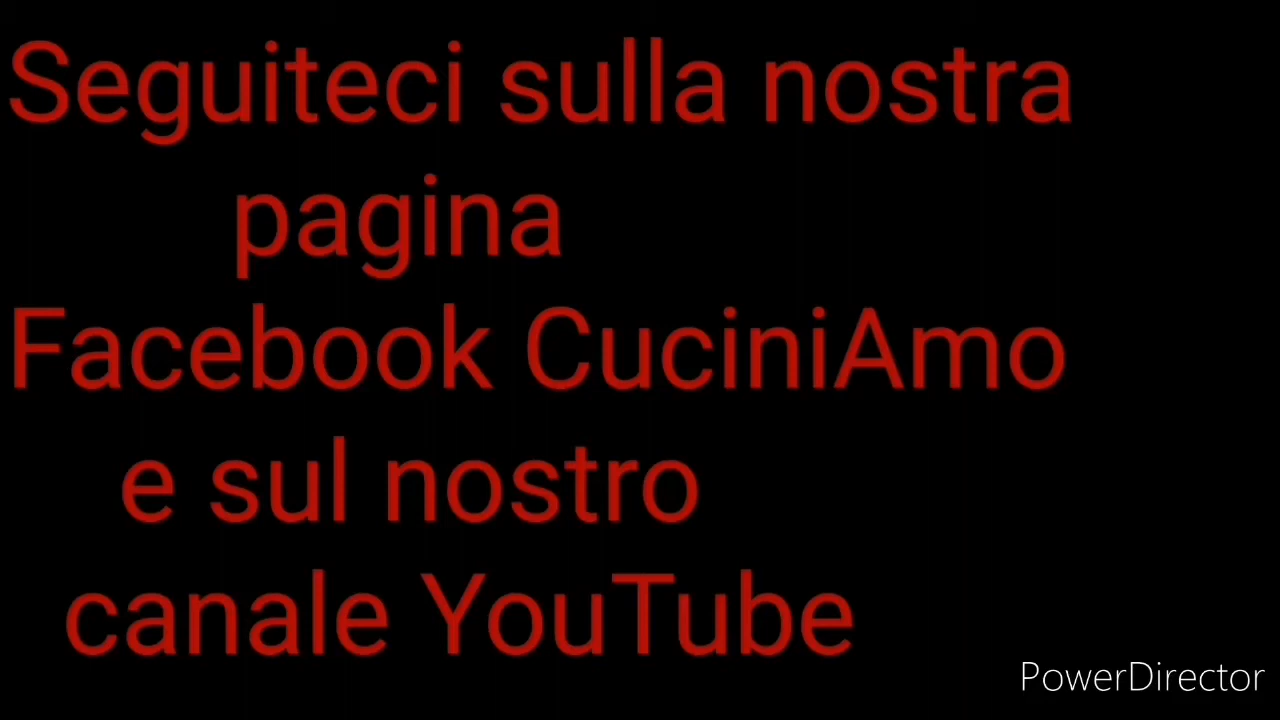 Seguiteci sulla nostra
pagina
Facebook CuciniAmo
e sul nostro
canale YouTube
PowerDirector